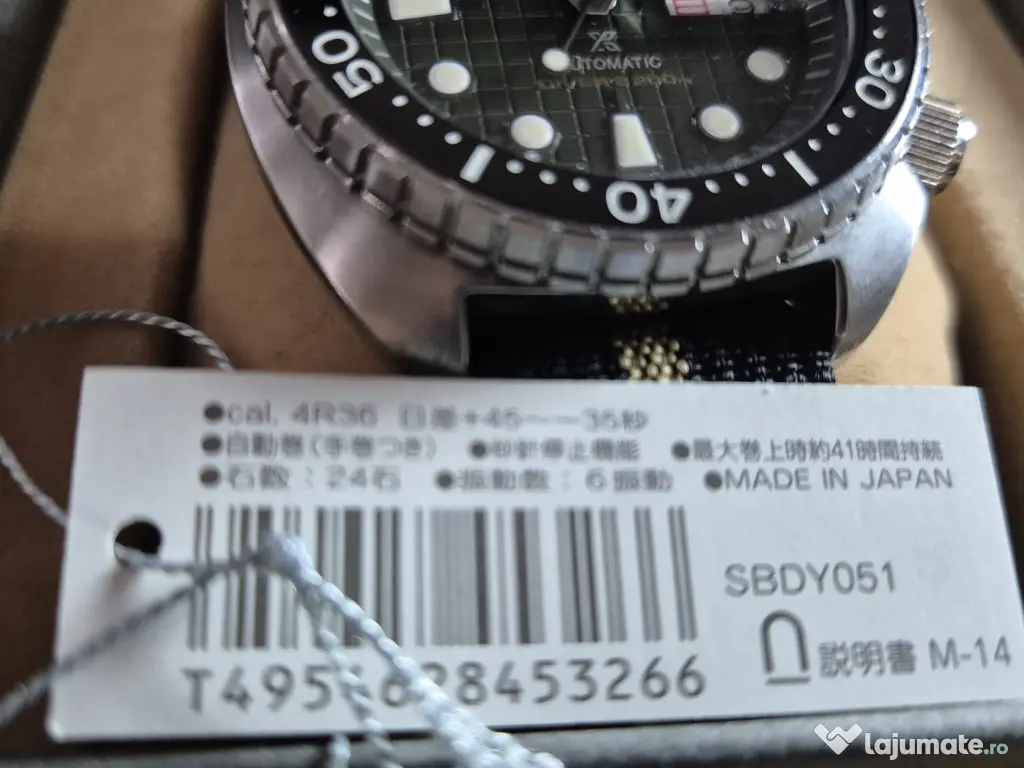 50
40
30
AUTOMATIC
DIVER'S 200m
●cal. 4R36 日差+45～-35秒
●自動巻(手巻つき) ●秒針停止機能 ●最大巻上時約41時間持続
●石数：24石 ●振動数：6振動 ●MADE IN JAPAN
SBDY051
説明書 M-14
lajumate.ro